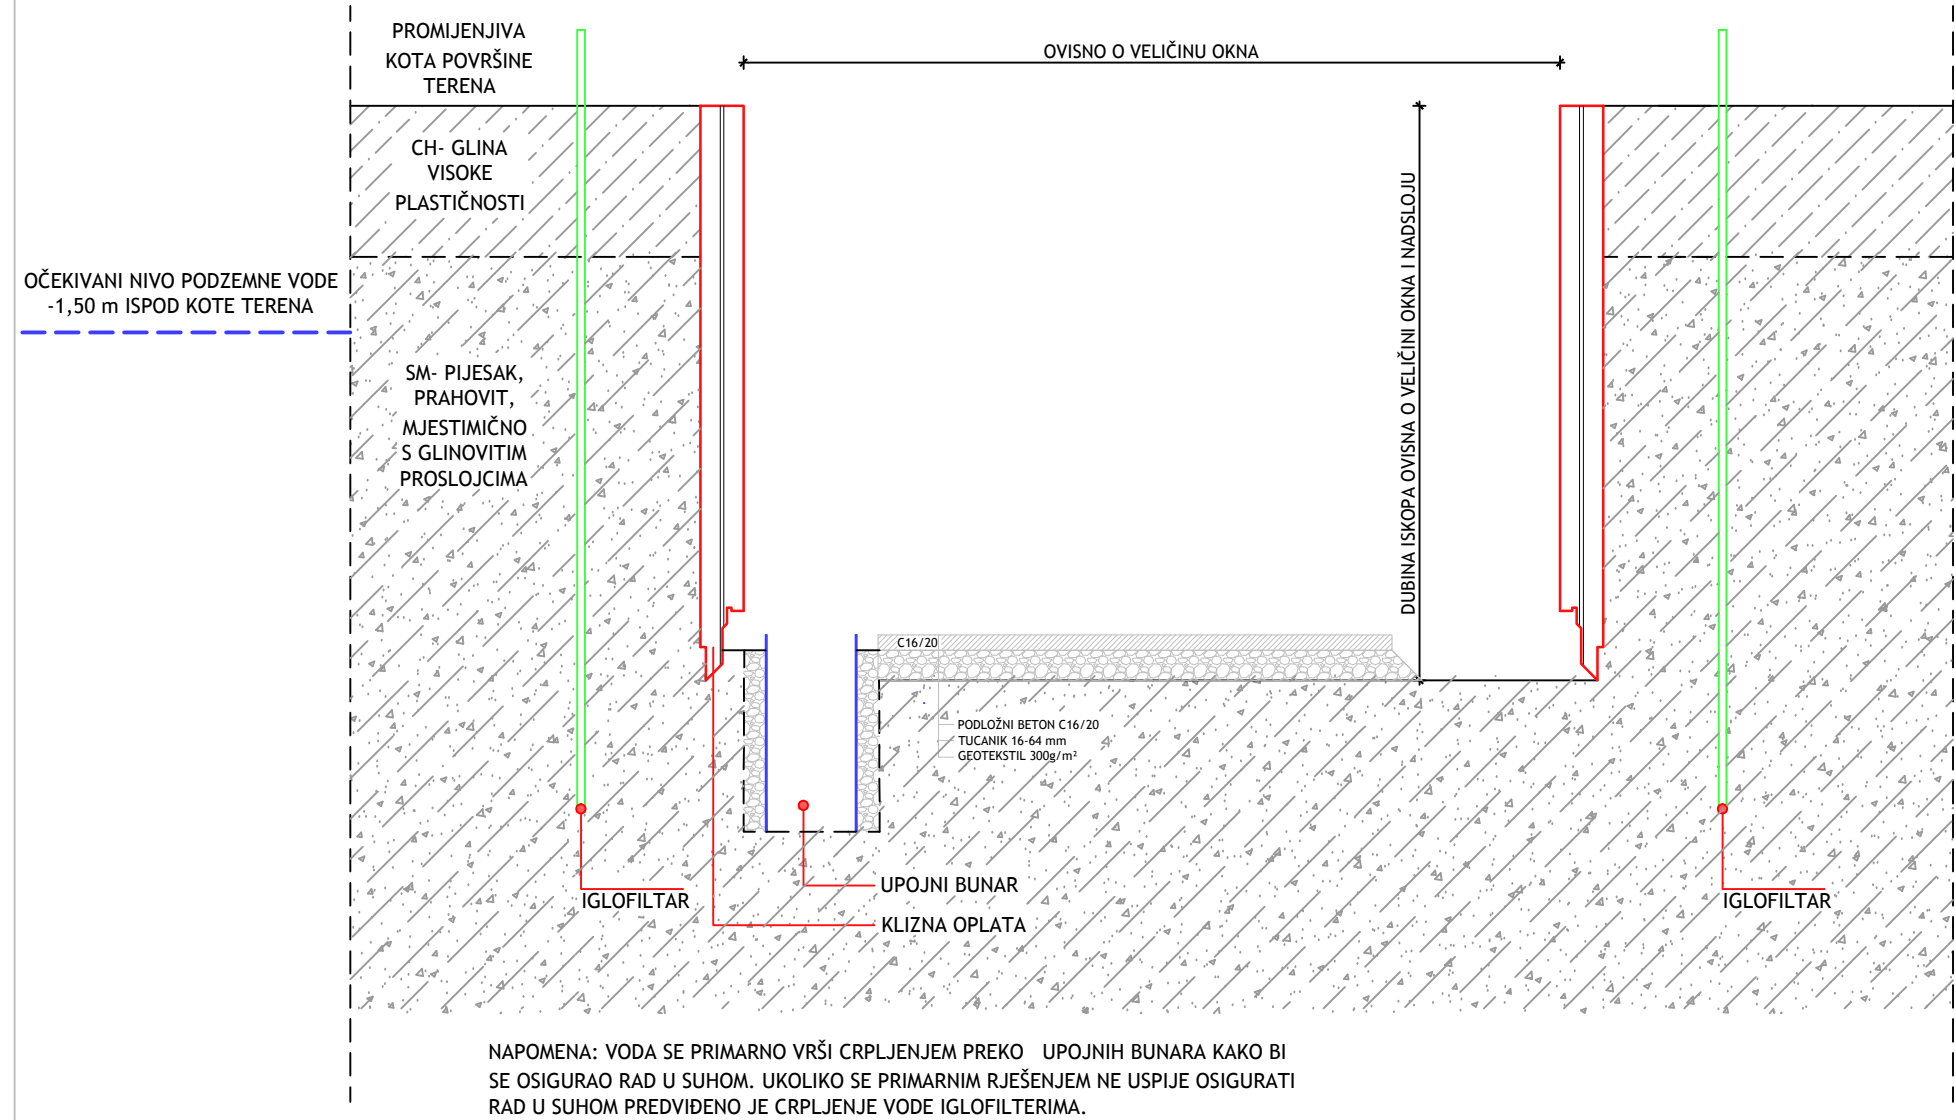 PROMIJENJIVA
KOTA POVRŠINE
TERENA
OVISNO O VELIČINU OKNA
CH- GLINA
VISOKE
PLASTIČNOSTI
OČEKIVANI NIVO PODZEMNE VODE
-1,50 m ISPOD KOTE TERENA
SM- PIJESAK,
PRAHOVIT,
MJESTIMIČNO
S GLINOVITIM
PROSLOJCIMA
DUBINA ISKOPA OVISNA O VELIČINI OKNA I NADSLOJU
C16/20
PODLOŽNI BETON C16/20
TUCANIK 16-64 mm
GEOTEKSTIL 300g/m²
UPOJNI BUNAR
IGLOFILTAR
IGLOFILTAR
KLIZNA OPLATA
NAPOMENA: VODA SE PRIMARNO VRŠI CRPLJENJEM PREKO UPOJNIH BUNARA KAKO BI
SE OSIGURAO RAD U SUHOM. UKOLIKO SE PRIMARNIM RJEŠENJEM NE USPIJE OSIGURATI
RAD U SUHOM PREDVIĐENO JE CRPLJENJE VODE IGLOFILTERIMA.